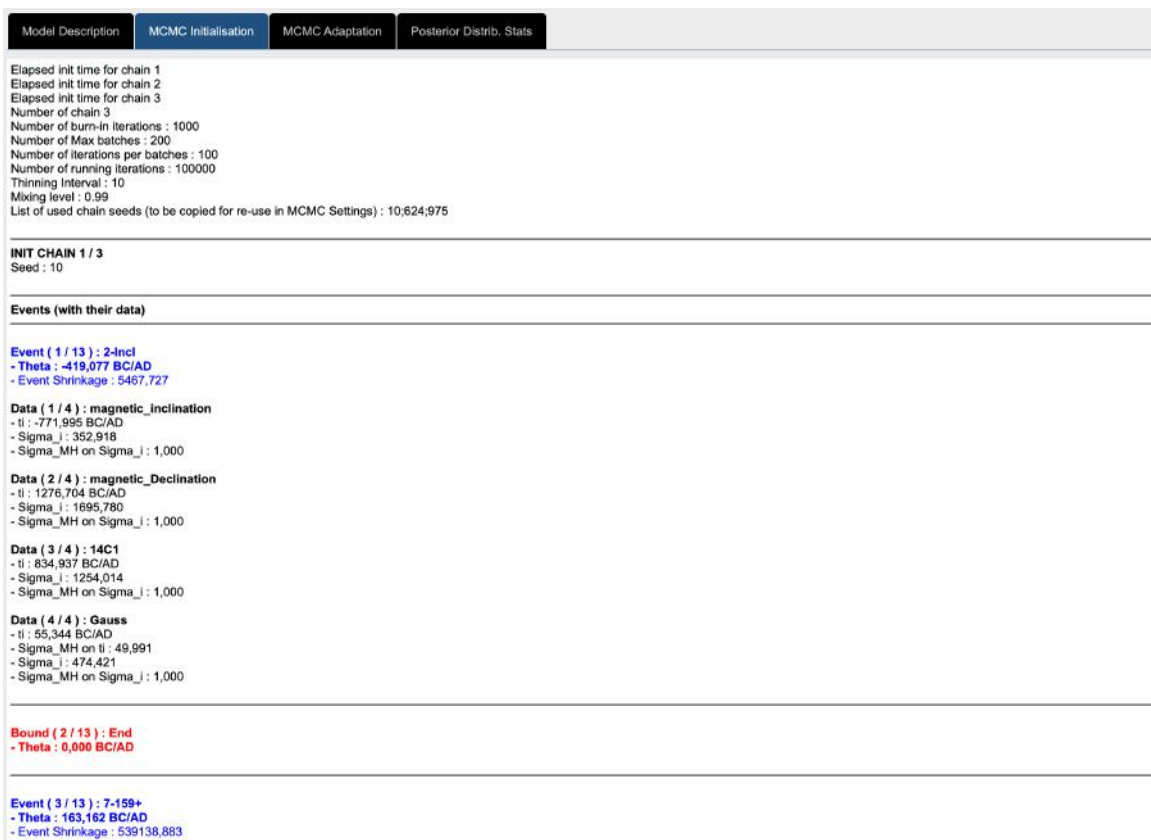 Model Description MCMC Initialisation MCMC Adaptation Posterior Distrib. Stats
Elapsed init time for chain 1
Elapsed init time for chain 2
Elapsed init time for chain 3
Number of chain 3
Number of burn-in iterations : 1000
Number of Max batches : 200
Number of iterations per batches : 100
Number of running iterations : 100000
Thinning Interval : 10
Mixing level : 0.99
List of used chain seeds (to be copied for re-use in MCMC Settings) : 10;624;975
INIT CHAIN 1 / 3
Seed : 10
Events (with their data)
Event ( 1 / 13 ) : 2-Incl
- Theta : -419,077 BC/AD
- Event Shrinkage : 5467,727
Data ( 1 / 4 ) : magnetic_inclination
- ti : -771,995 BC/AD
- Sigma_i : 352,918
- Sigma_MH on Sigma_i : 1,000
Data ( 2 / 4 ) : magnetic_Declination
- ti : 1276,704 BC/AD
- Sigma_i : 1695,780
- Sigma_MH on Sigma_i : 1,000
Data ( 3 / 4 ) : 14C1
- ti : 834,937 BC/AD
- Sigma_i : 1254,014
- Sigma_MH on Sigma_i : 1,000
Data ( 4 / 4 ) : Gauss
- ti : 55,344 BC/AD
- Sigma_MH on ti : 49,991
- Sigma_i : 474,421
- Sigma_MH on Sigma_i : 1,000
Bound ( 2 / 13 ) : End
- Theta : 0,000 BC/AD
Event ( 3 / 13 ) : 7-159+
- Theta : 163,162 BC/AD
- Event Shrinkage : 539138,883